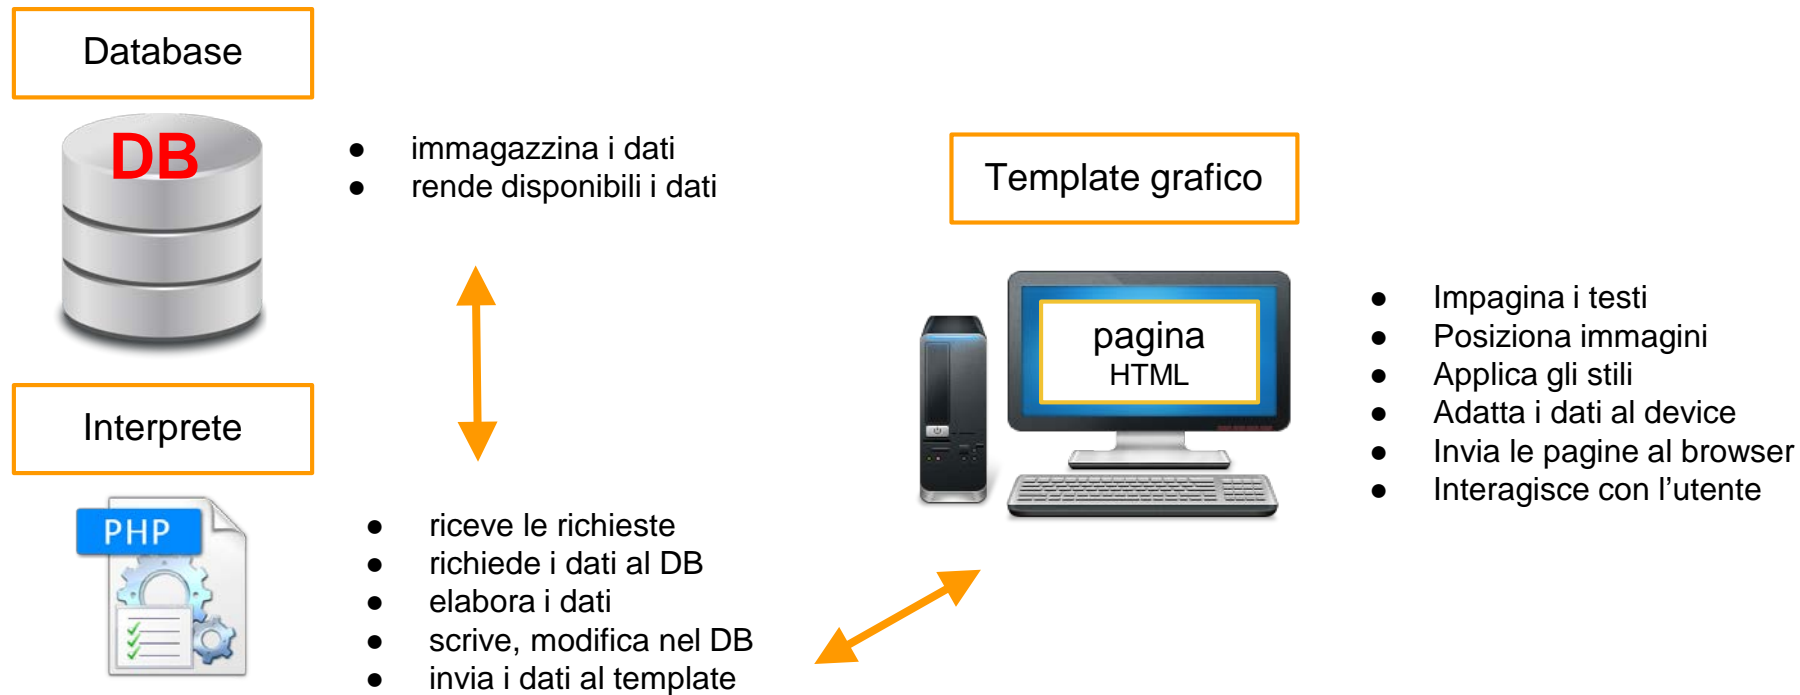 Database
DB
● immagazzina i dati
● rende disponibili i dati
Interprete
PHP
● riceve le richieste
● richiede i dati al DB
● elabora i dati
● scrive, modifica nel DB
● invia i dati al template
Template grafico
pagina
HTML
● Impagina i testi
● Posiziona immagini
● Applica gli stili
● Adatta i dati al device
● Invia le pagine al browser
● Interagisce con l’utente